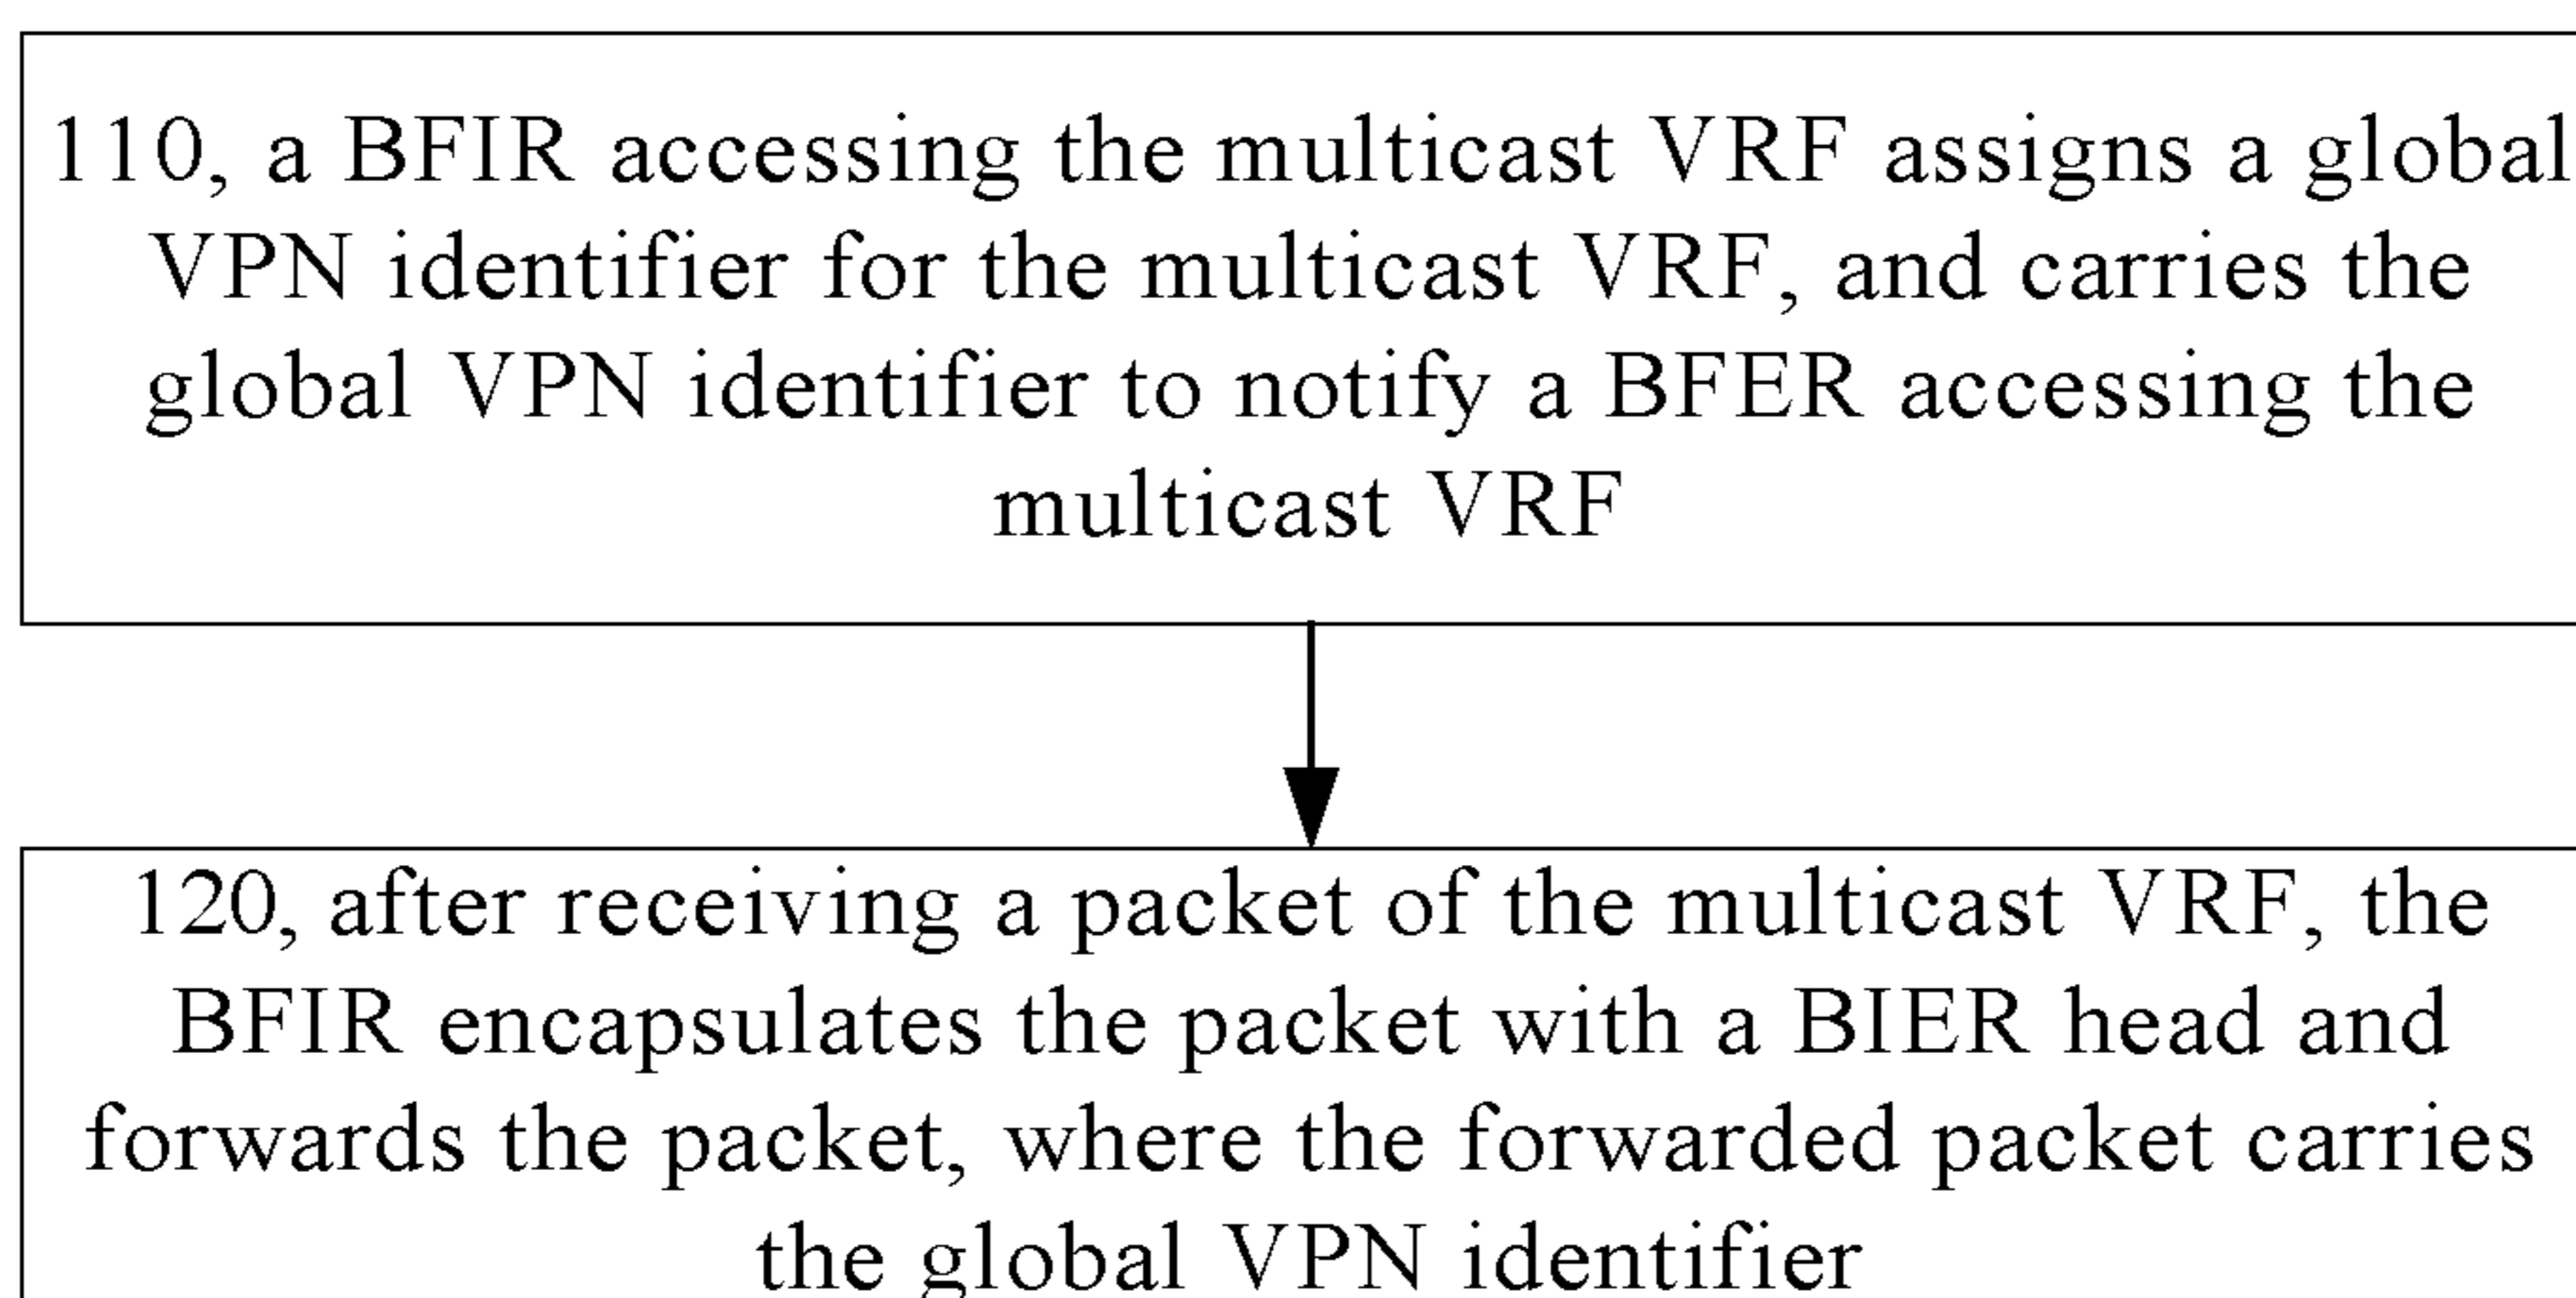 110, a BFIR accessing the multicast VRF assigns a global
VPN identifier for the multicast VRF, and carries the
global VPN identifier to notify a BFER accessing the
multicast VRF
120, after receiving a packet of the multicast VRF, the
BFIR encapsulates the packet with a BIER head and
forwards the packet, where the forwarded packet carries
the global VPN identifier